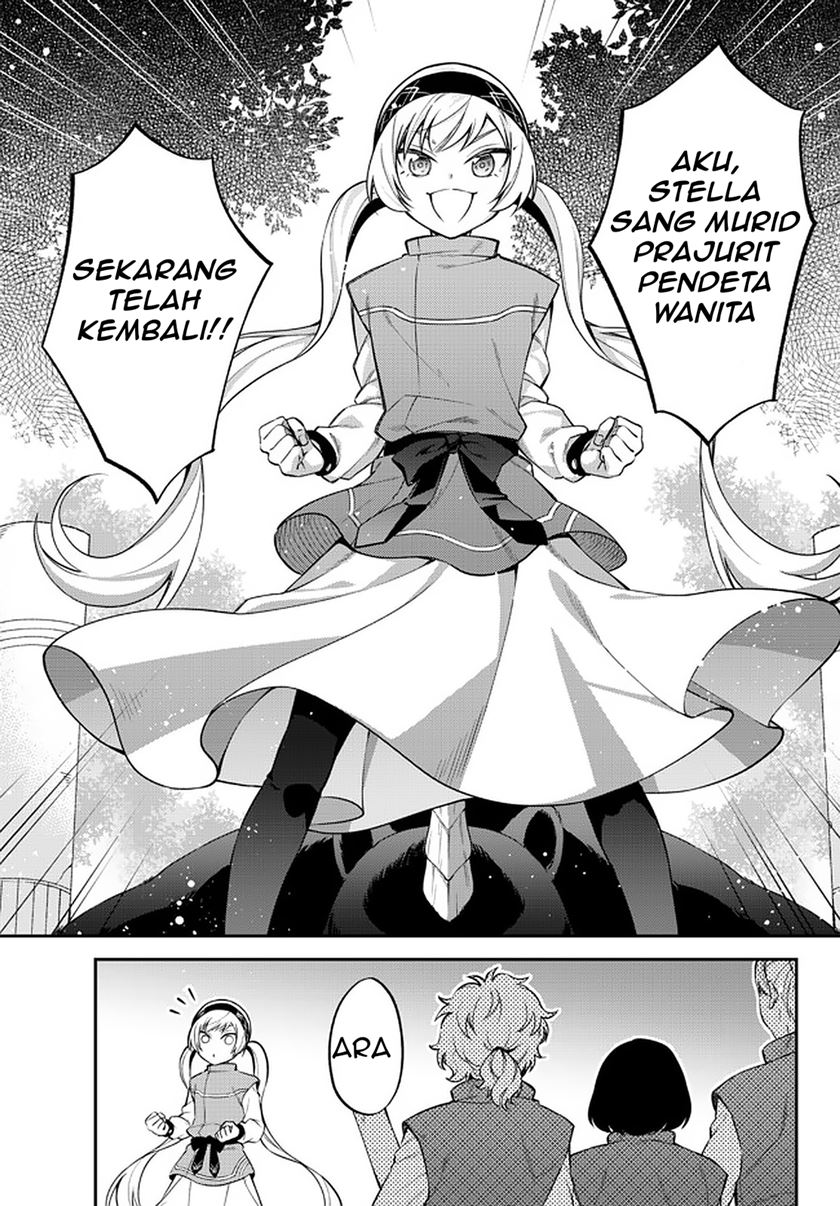 AKU,
STELLA
SANG MURID
PRAJURIT
PENDETA
WANITA
SEKARANG
TELAH
KEMBALI!!
ARA